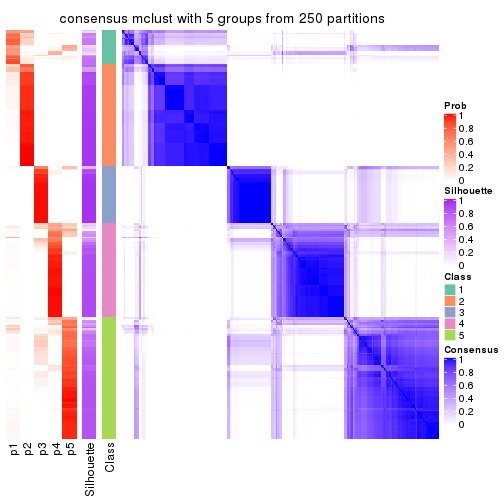 consensus mclust with 5 groups from 250 partitions
Prob
1
0.8
0.6
0.4
0.2
0
Silhouette
1
0.8
0.6
0.4
0.2
0
Class
1
2
3
4
5
Consensus
1
0.8
0.6
0.4
0.2
0
p1
p2
p3
p4
p5
Silhouette
Class